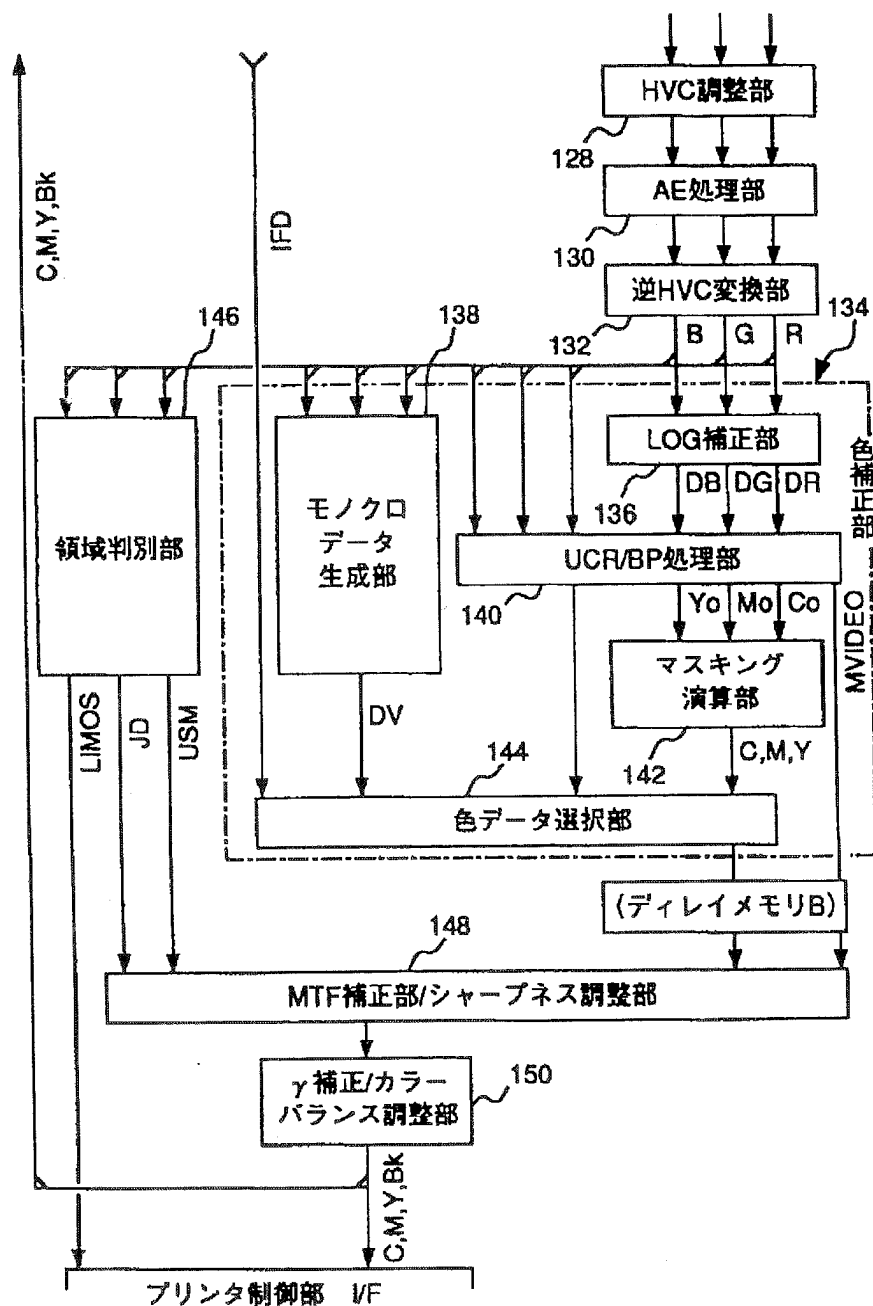 HVC調整部
128
AE処理部
130
逆HVC変換部
132
B G R
134
C,M,Y,Bk
IFD
146
138
LOG補正部
136
DB DG DR
色補正部
領域判別部
モノクロ
データ
生成部
UCR/BP処理部
140
Yo Mo Co
MVIDEO
マスキング
演算部
142
C,M,Y
LIMOS
JD
USM
DV
144
色データ選択部
(ディレイメモリB)
148
MTF補正部/シャープネス調整部
γ補正/カラー
バランス調整部
150
C,M,Y,Bk
プリンタ制御部 I/F